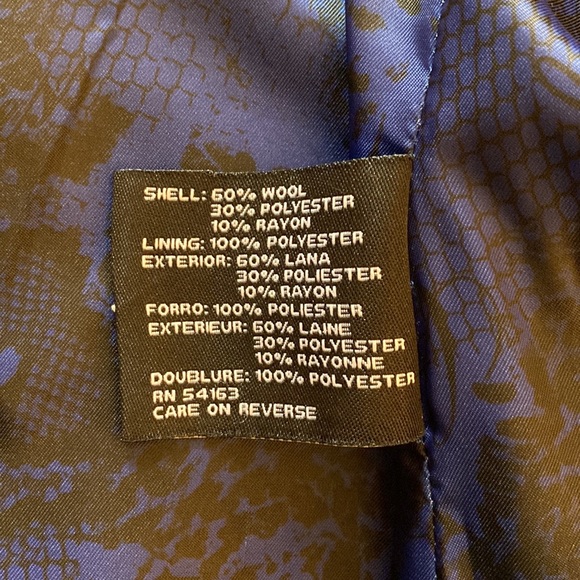 SHELL: 60% WOOL
30% POLYESTER
10% RAYON
LINING: 100% POLYESTER
EXTERIOR: 60% LANA
30% POLIESTER
10% RAYON
FORRO: 100% POLIESTER
EXTERIEUR: 60% LAINE
30% POLYESTER
10% RAYONNE
DOUBLURE: 100% POLYESTER
RN 54163
CARE ON REVERSE